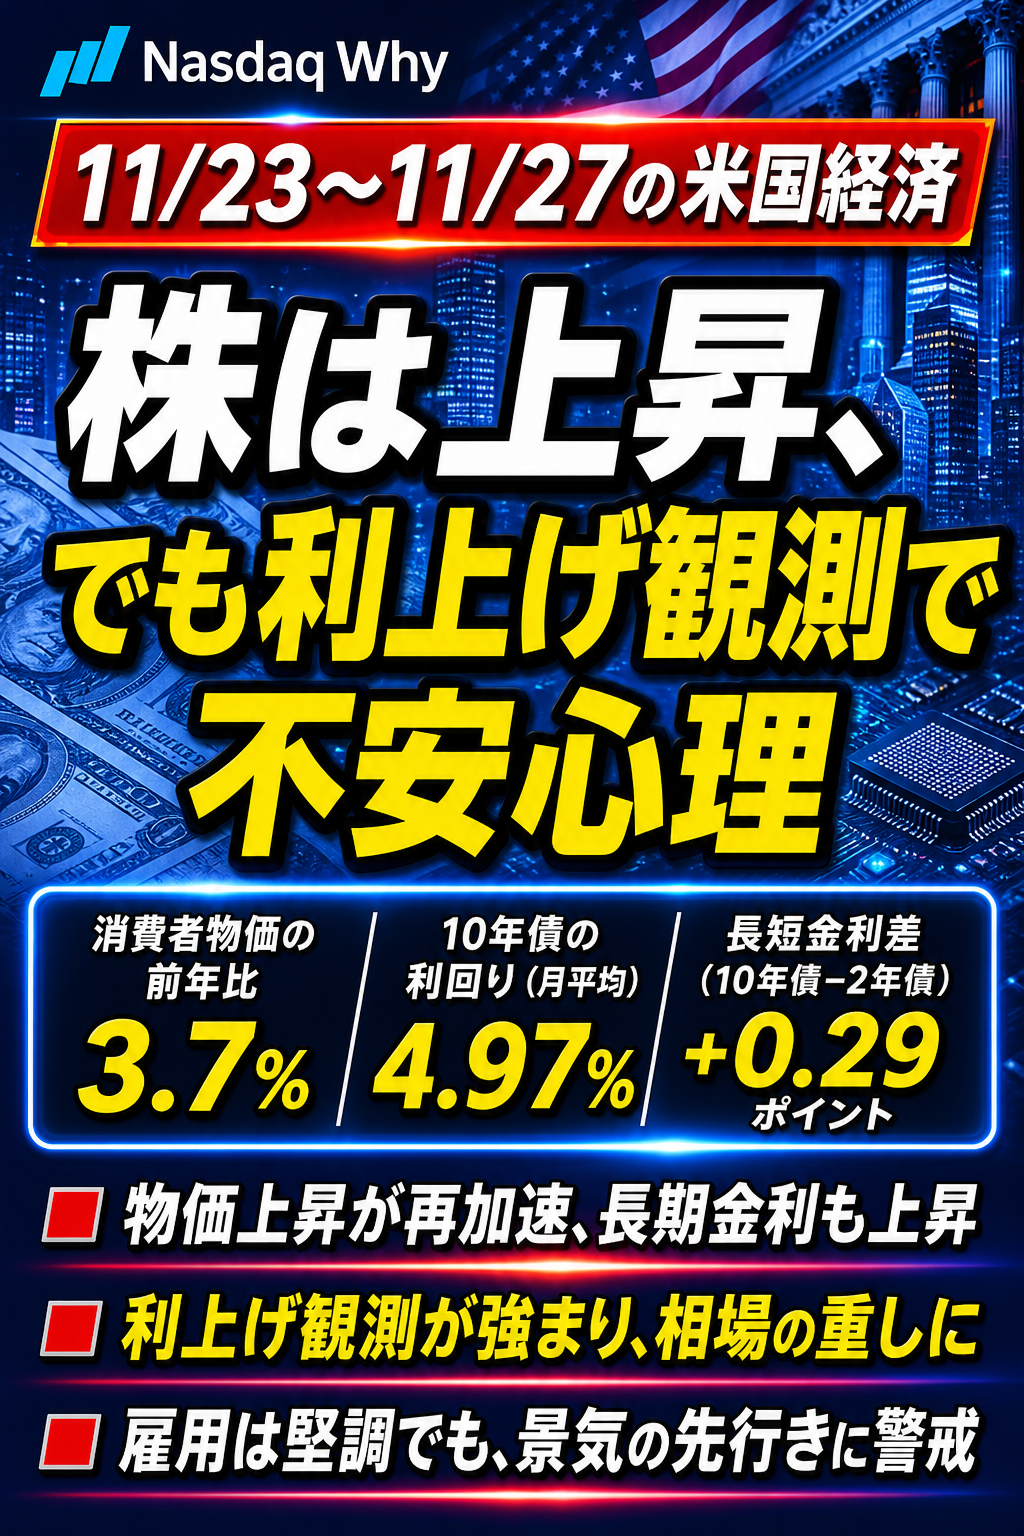 Nasdaq Why
11/23〜11/27の米国経済
株は上昇、
でも利上げ観測で
不安心理
消費者物価の
前年比
3.7%
10年債の
利回り(月平均)
4.97%
長短金利差
(10年債−2年債)
+0.29
ポイント
物価上昇が再加速、長期金利も上昇
利上げ観測が強まり、相場の重しに
雇用は堅調でも、景気の先行きに警戒